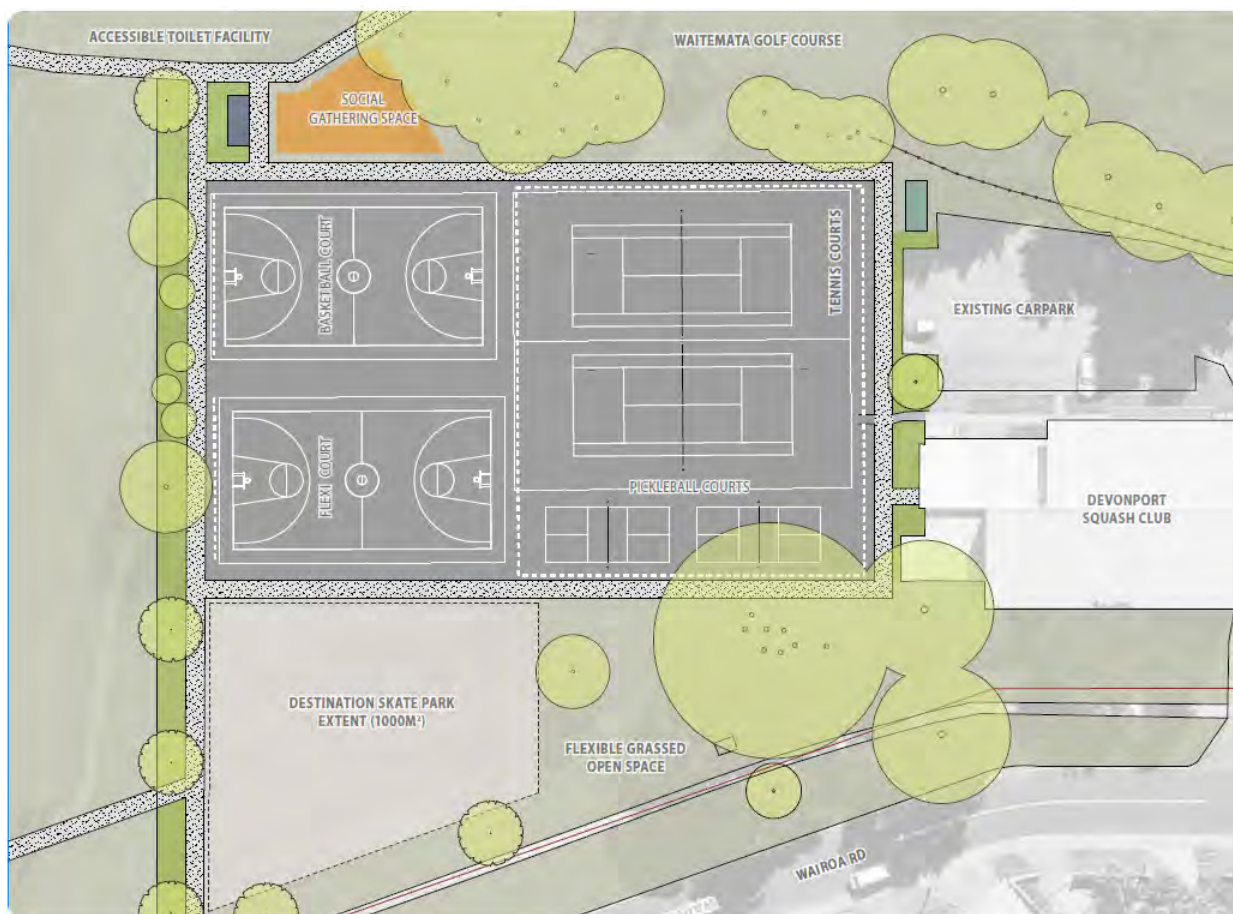 ACCESSIBLE TOILET FACILITY
WAITEMATA GOLF COURSE
SOCIAL
GATHERING SPACE
BASKETBALL COURT
TENNIS COURTS
EXISTING CARPARK
FLEXI COURT
PICKLEBALL COURTS
DEVONPORT
SQUASH CLUB
DESTINATION SKATE PARK
EXTENT (1000M²)
FLEXIBLE GRASSED
OPEN SPACE
WAIROA RD